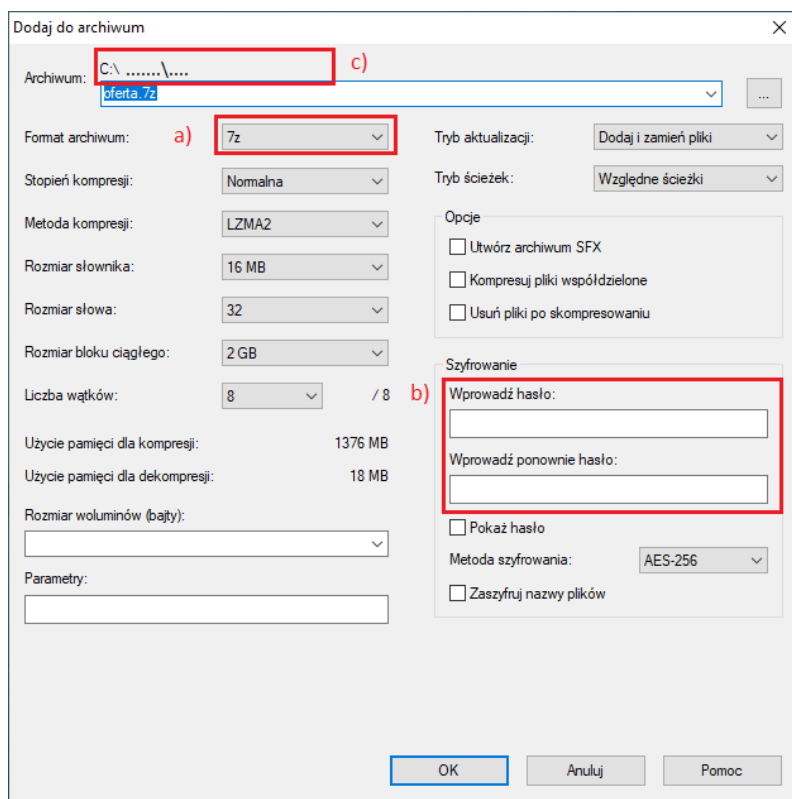 Dodaj do archiwum
Archiwum: C:\ .......\.... c)
oferta.7z ...
Format archiwum: a) 7z
Stopień kompresji: Normalna
Metoda kompresji: LZMA2
Rozmiar słownika: 16 MB
Rozmiar słowa: 32
Rozmiar bloku ciągłego: 2 GB
Liczba wątków: 8 / 8
Użycie pamięci dla kompresji: 1376 MB
Użycie pamięci dla dekompresji: 18 MB
Rozmiar woluminów (bajty):
Parametry:
Tryb aktualizacji: Dodaj i zamień pliki
Tryb ścieżek: Względne ścieżki
Opcje
Utwórz archiwum SFX
Kompresuj pliki współdzielone
Usuń pliki po skompresowaniu
Szyfrowanie
b) Wprowadź hasło:
Wprowadź ponownie hasło:
Pokaż hasło
Metoda szyfrowania: AES-256
Zaszyfruj nazwy plików
OK Anuluj Pomoc